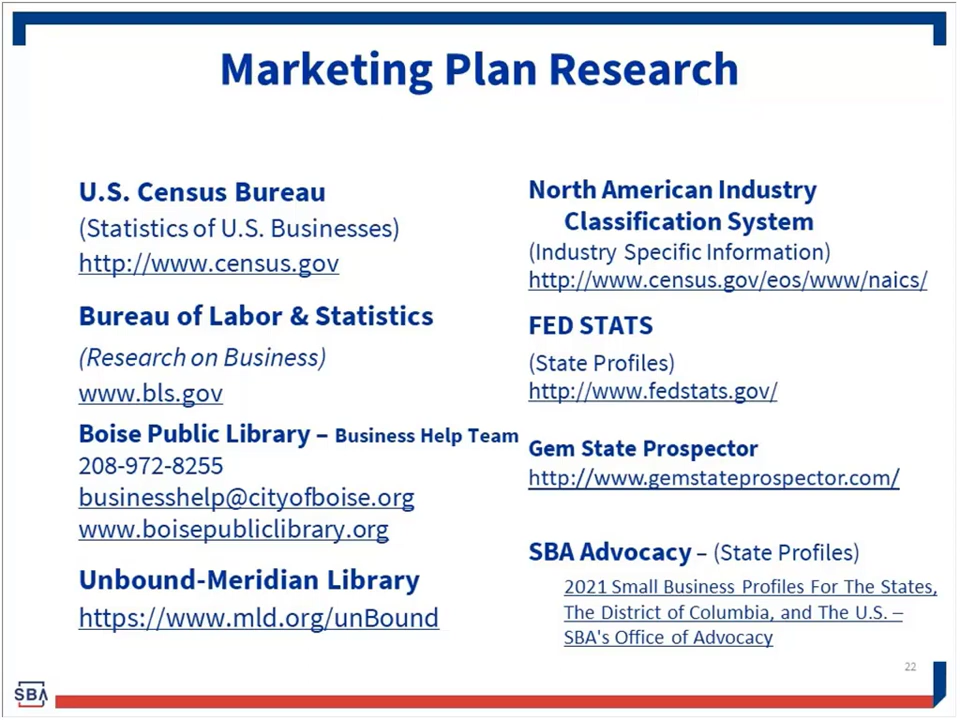 Marketing Plan Research
U.S. Census Bureau
(Statistics of U.S. Businesses)
http://www.census.gov
Bureau of Labor & Statistics
(Research on Business)
www.bls.gov
Boise Public Library – Business Help Team
208-972-8255
businesshelp@cityofboise.org
www.boisepubliclibrary.org
Unbound-Meridian Library
https://www.mld.org/unBound
North American Industry
Classification System
(Industry Specific Information)
http://www.census.gov/eos/www/naics/
FED STATS
(State Profiles)
http://www.fedstats.gov/
Gem State Prospector
http://www.gemstateprospector.com/
SBA Advocacy – (State Profiles)
2021 Small Business Profiles For The States,
The District of Columbia, and The U.S. –
SBA's Office of Advocacy
22
SBA